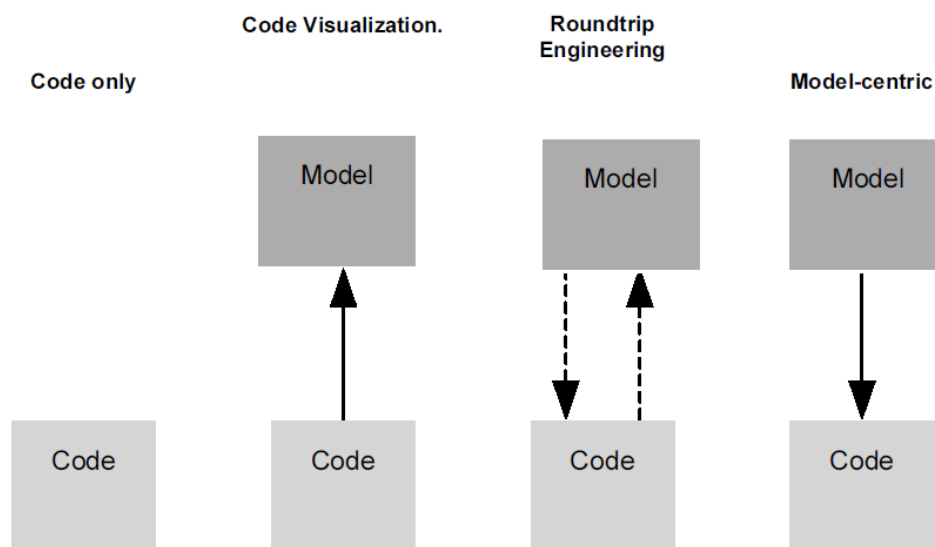 Code only
Code Visualization.
Roundtrip
Engineering
Model-centric
Model
Model
Model
Code
Code
Code
Code